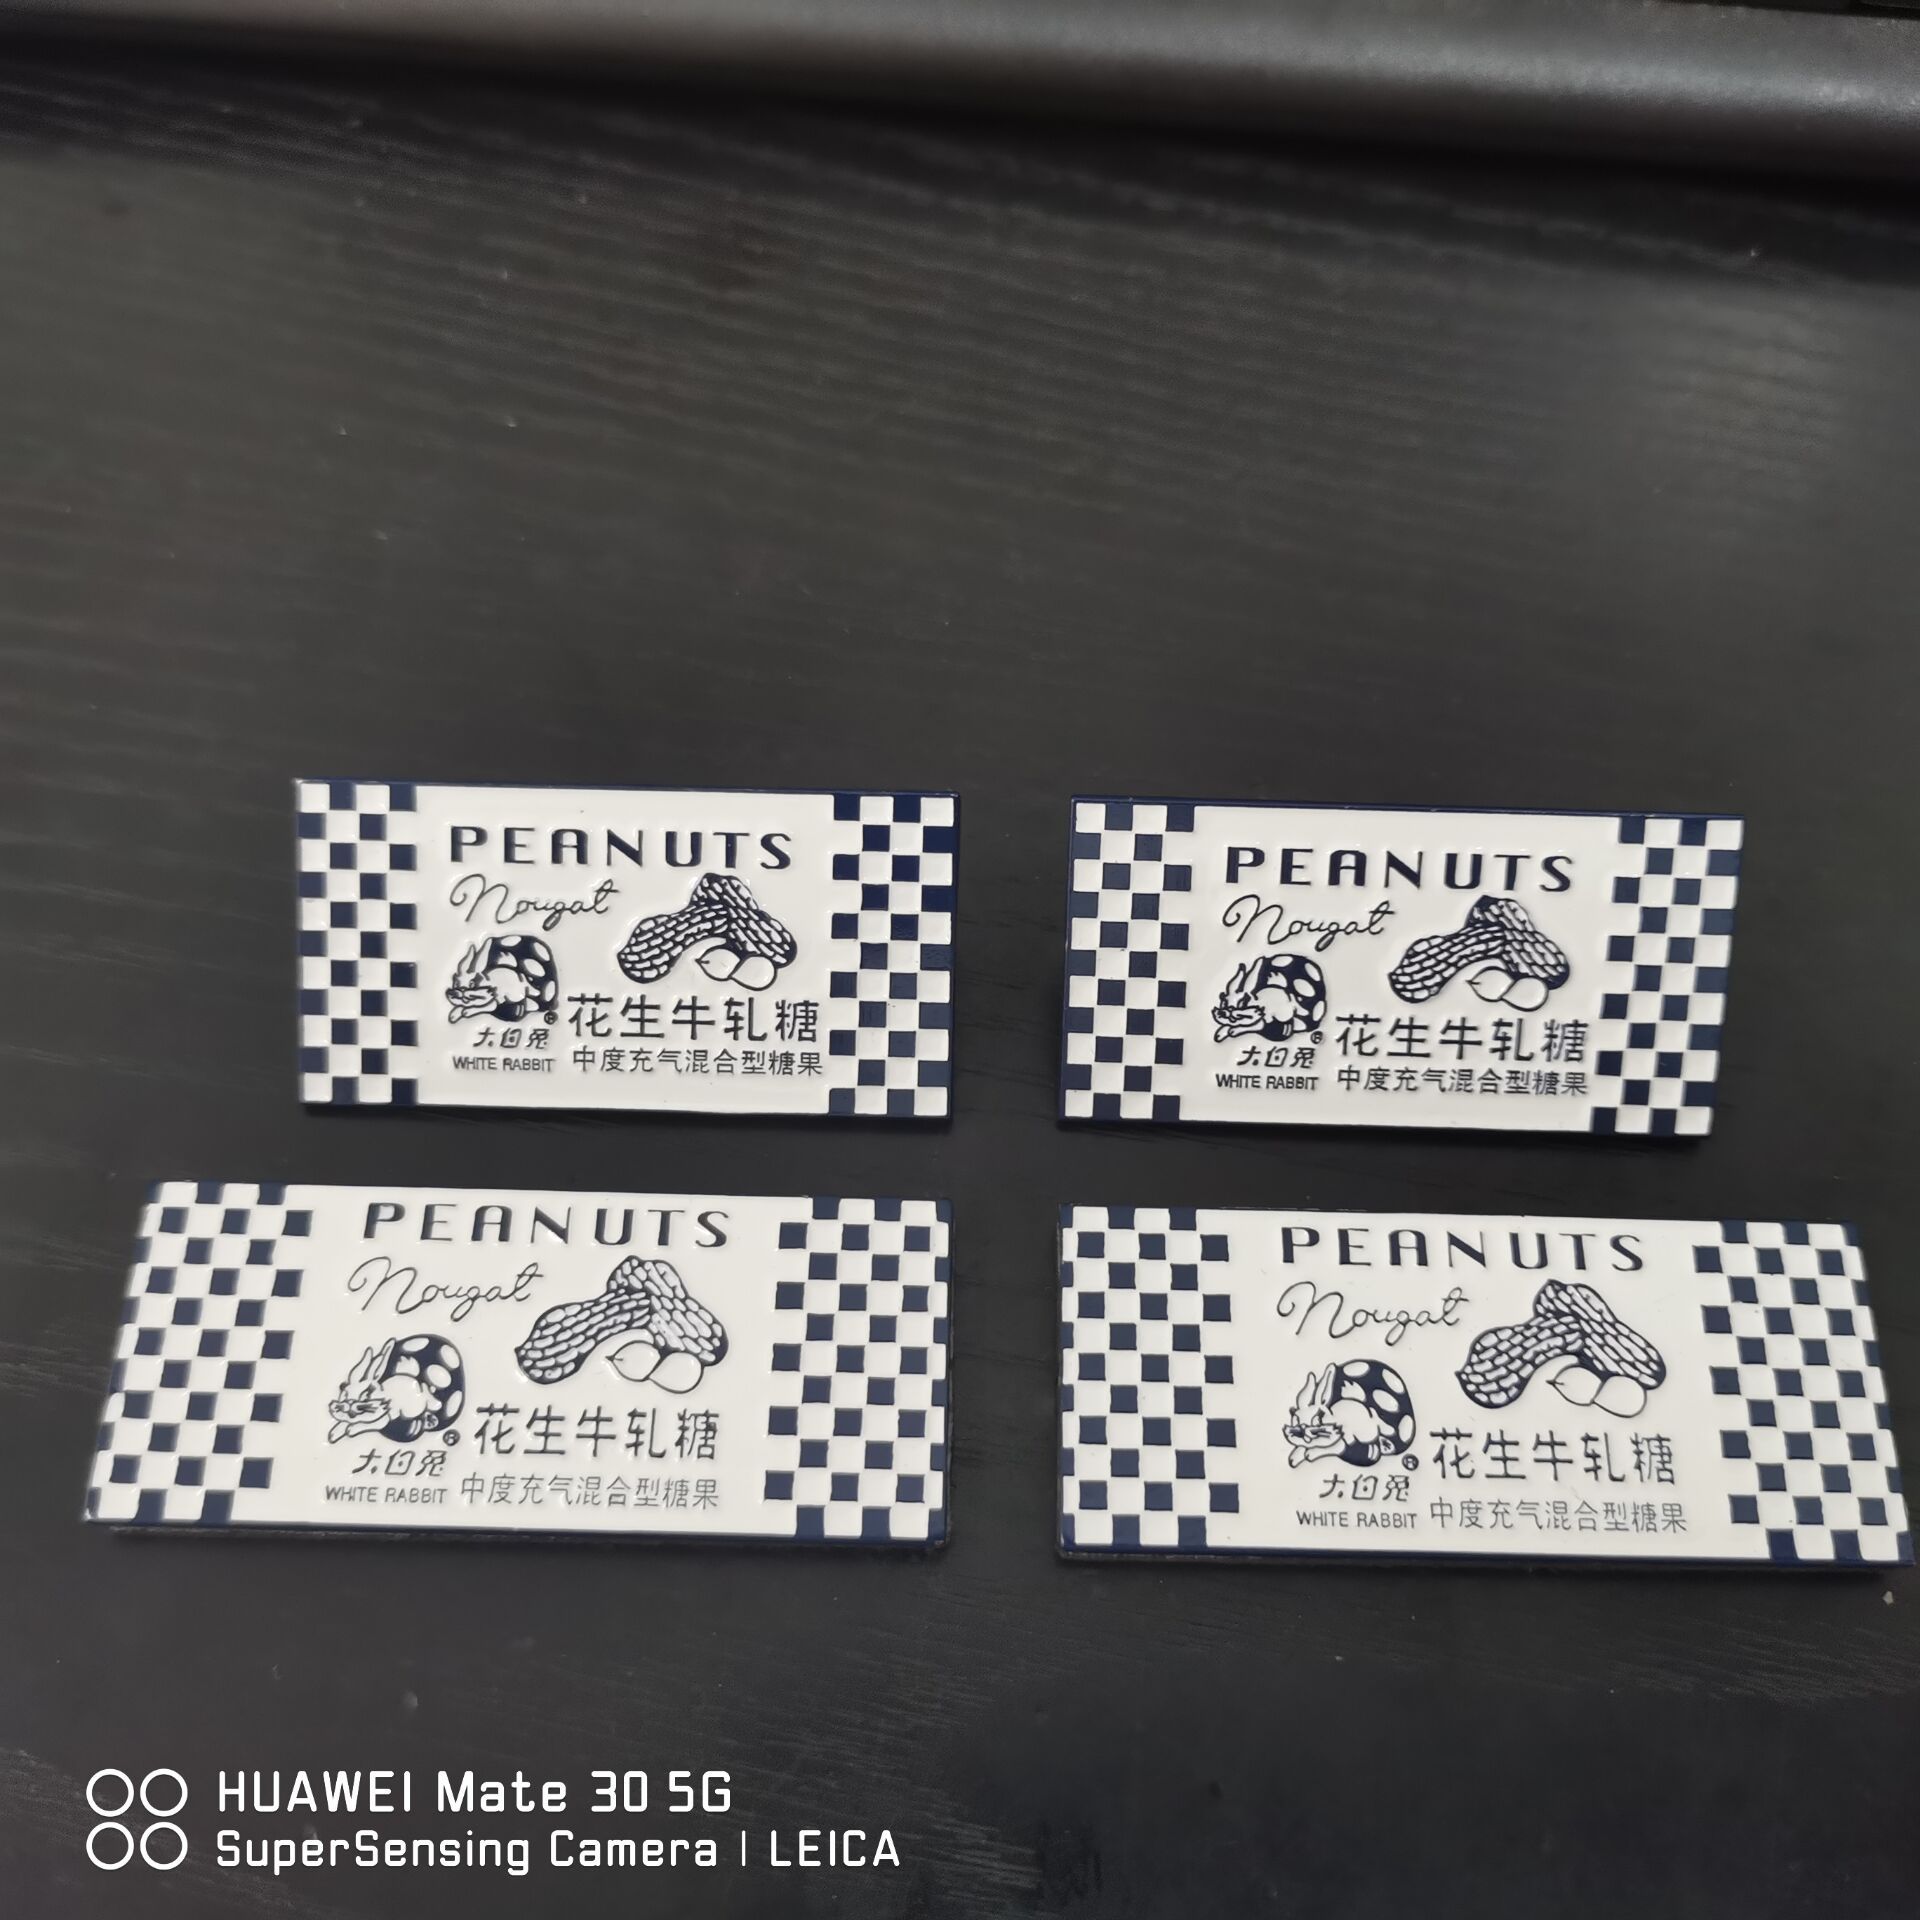 PEANUTS
Nougat
大白兔
®
花生牛轧糖
WHITE RABBIT
中度充气混合型糖果
PEANUTS
Nougat
大白兔
®
花生牛轧糖
WHITE RABBIT
中度充气混合型糖果
PEANUTS
Nougat
大白兔
®
花生牛轧糖
WHITE RABBIT
中度充气混合型糖果
PEANUTS
Nougat
大白兔
®
花生牛轧糖
WHITE RABBIT
中度充气混合型糖果
HUAWEI Mate 30 5G
SuperSensing Camera | LEICA